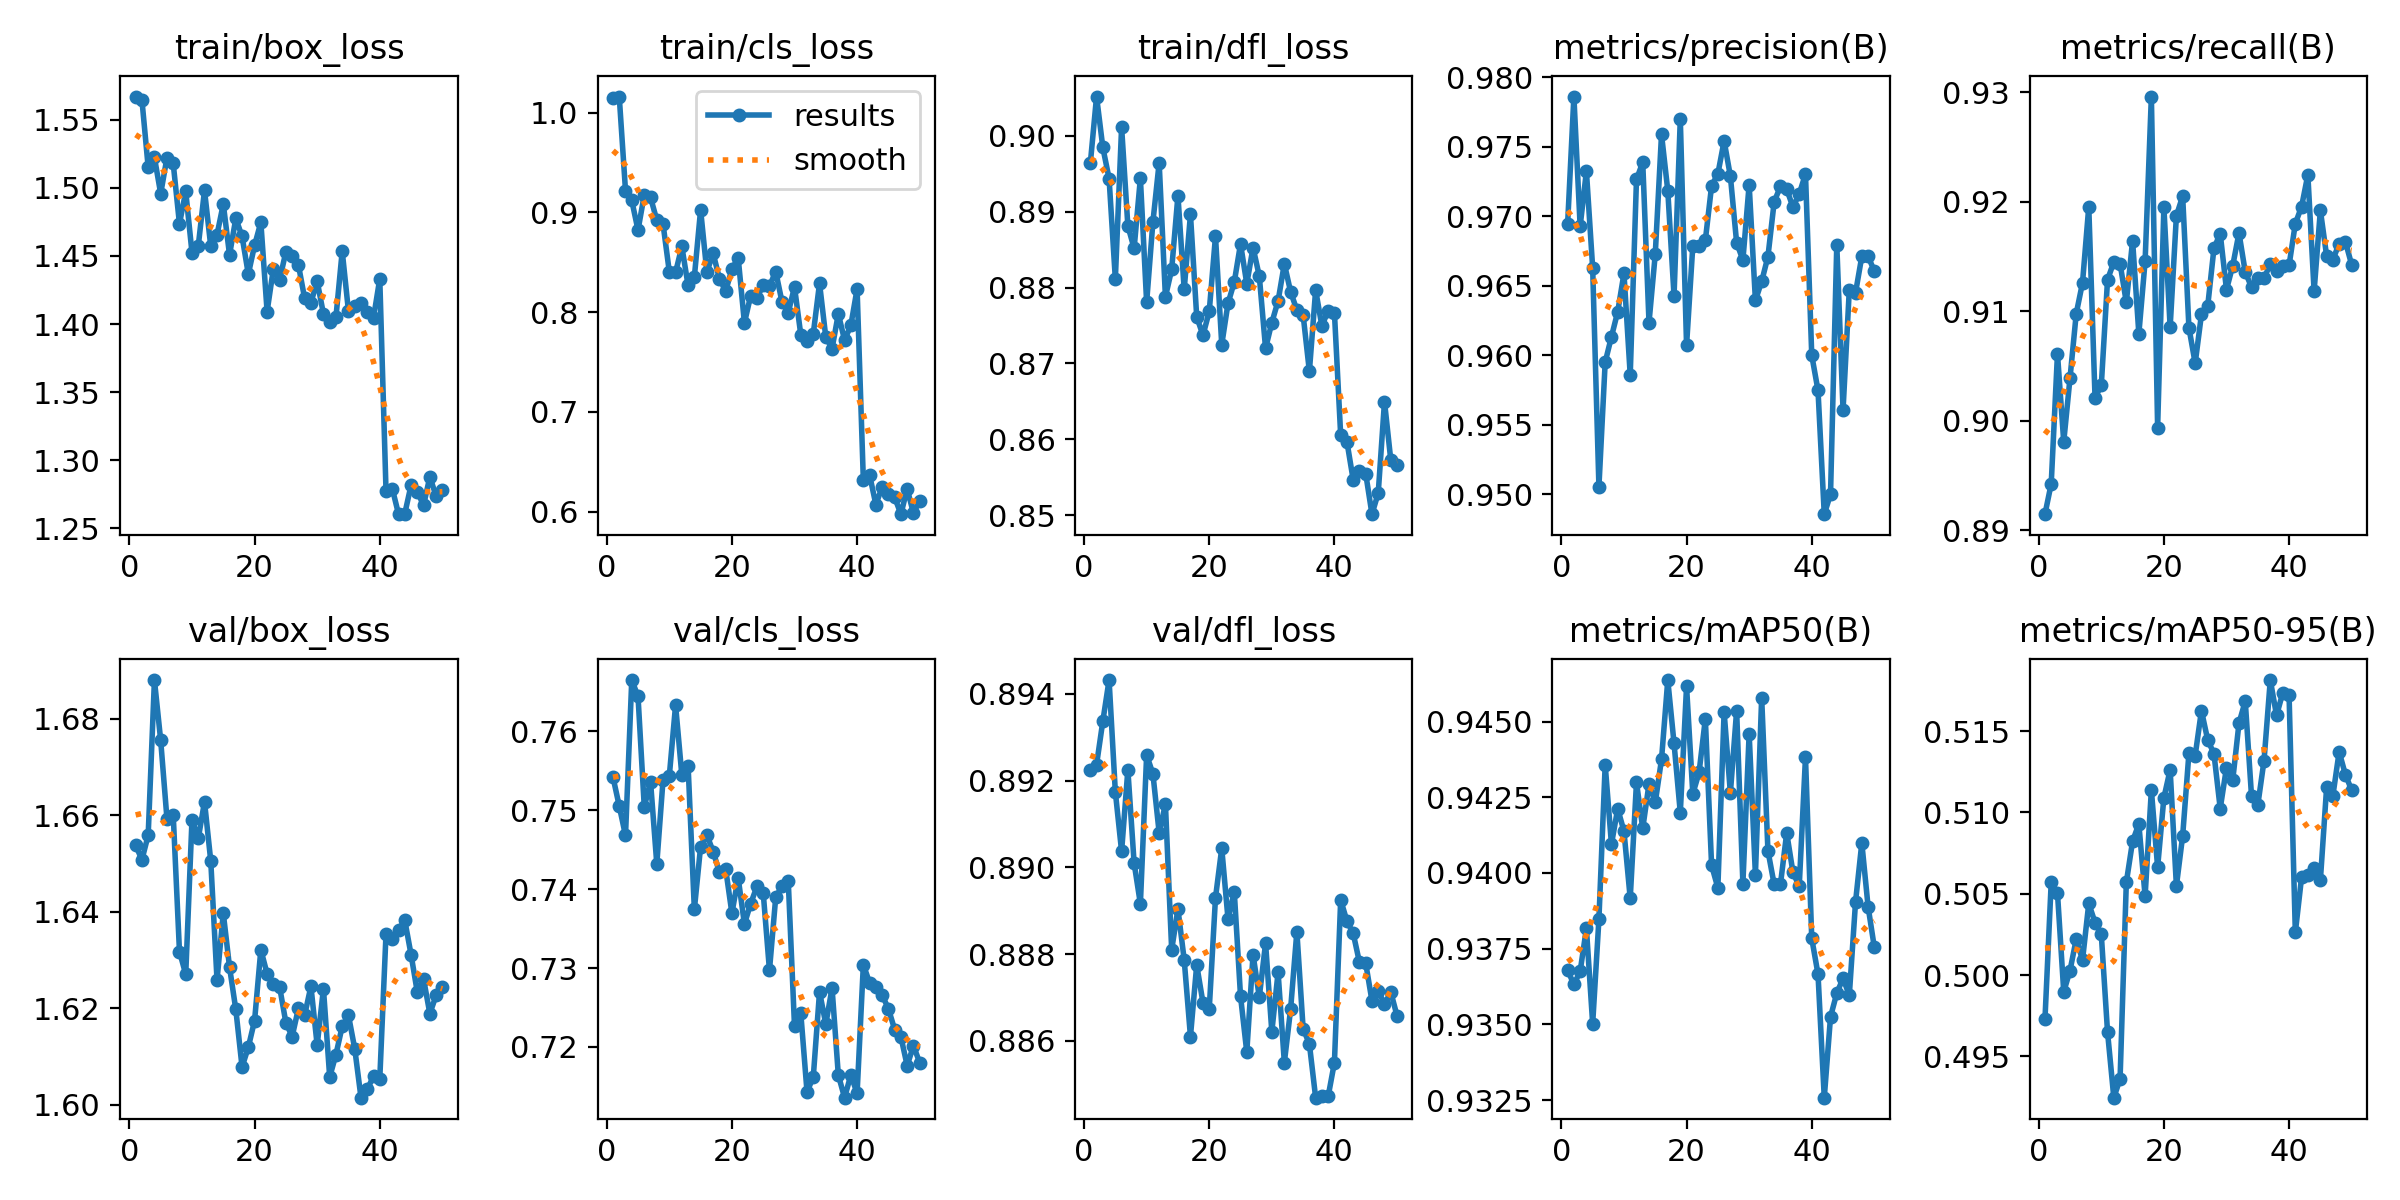 train/box_loss
1.55
1.50
1.45
1.40
1.35
1.30
1.25
0 20 40
train/cls_loss
results
smooth
1.0
0.9
0.8
0.7
0.6
0 20 40
train/dfl_loss
0.90
0.89
0.88
0.87
0.86
0.85
0 20 40
metrics/precision(B)
0.980
0.975
0.970
0.965
0.960
0.955
0.950
0 20 40
metrics/recall(B)
0.93
0.92
0.91
0.90
0.89
0 20 40
val/box_loss
1.68
1.66
1.64
1.62
1.60
0 20 40
val/cls_loss
0.76
0.75
0.74
0.73
0.72
0 20 40
val/dfl_loss
0.894
0.892
0.890
0.888
0.886
0 20 40
metrics/mAP50(B)
0.9450
0.9425
0.9400
0.9375
0.9350
0.9325
0 20 40
metrics/mAP50-95(B)
0.515
0.510
0.505
0.500
0.495
0 20 40